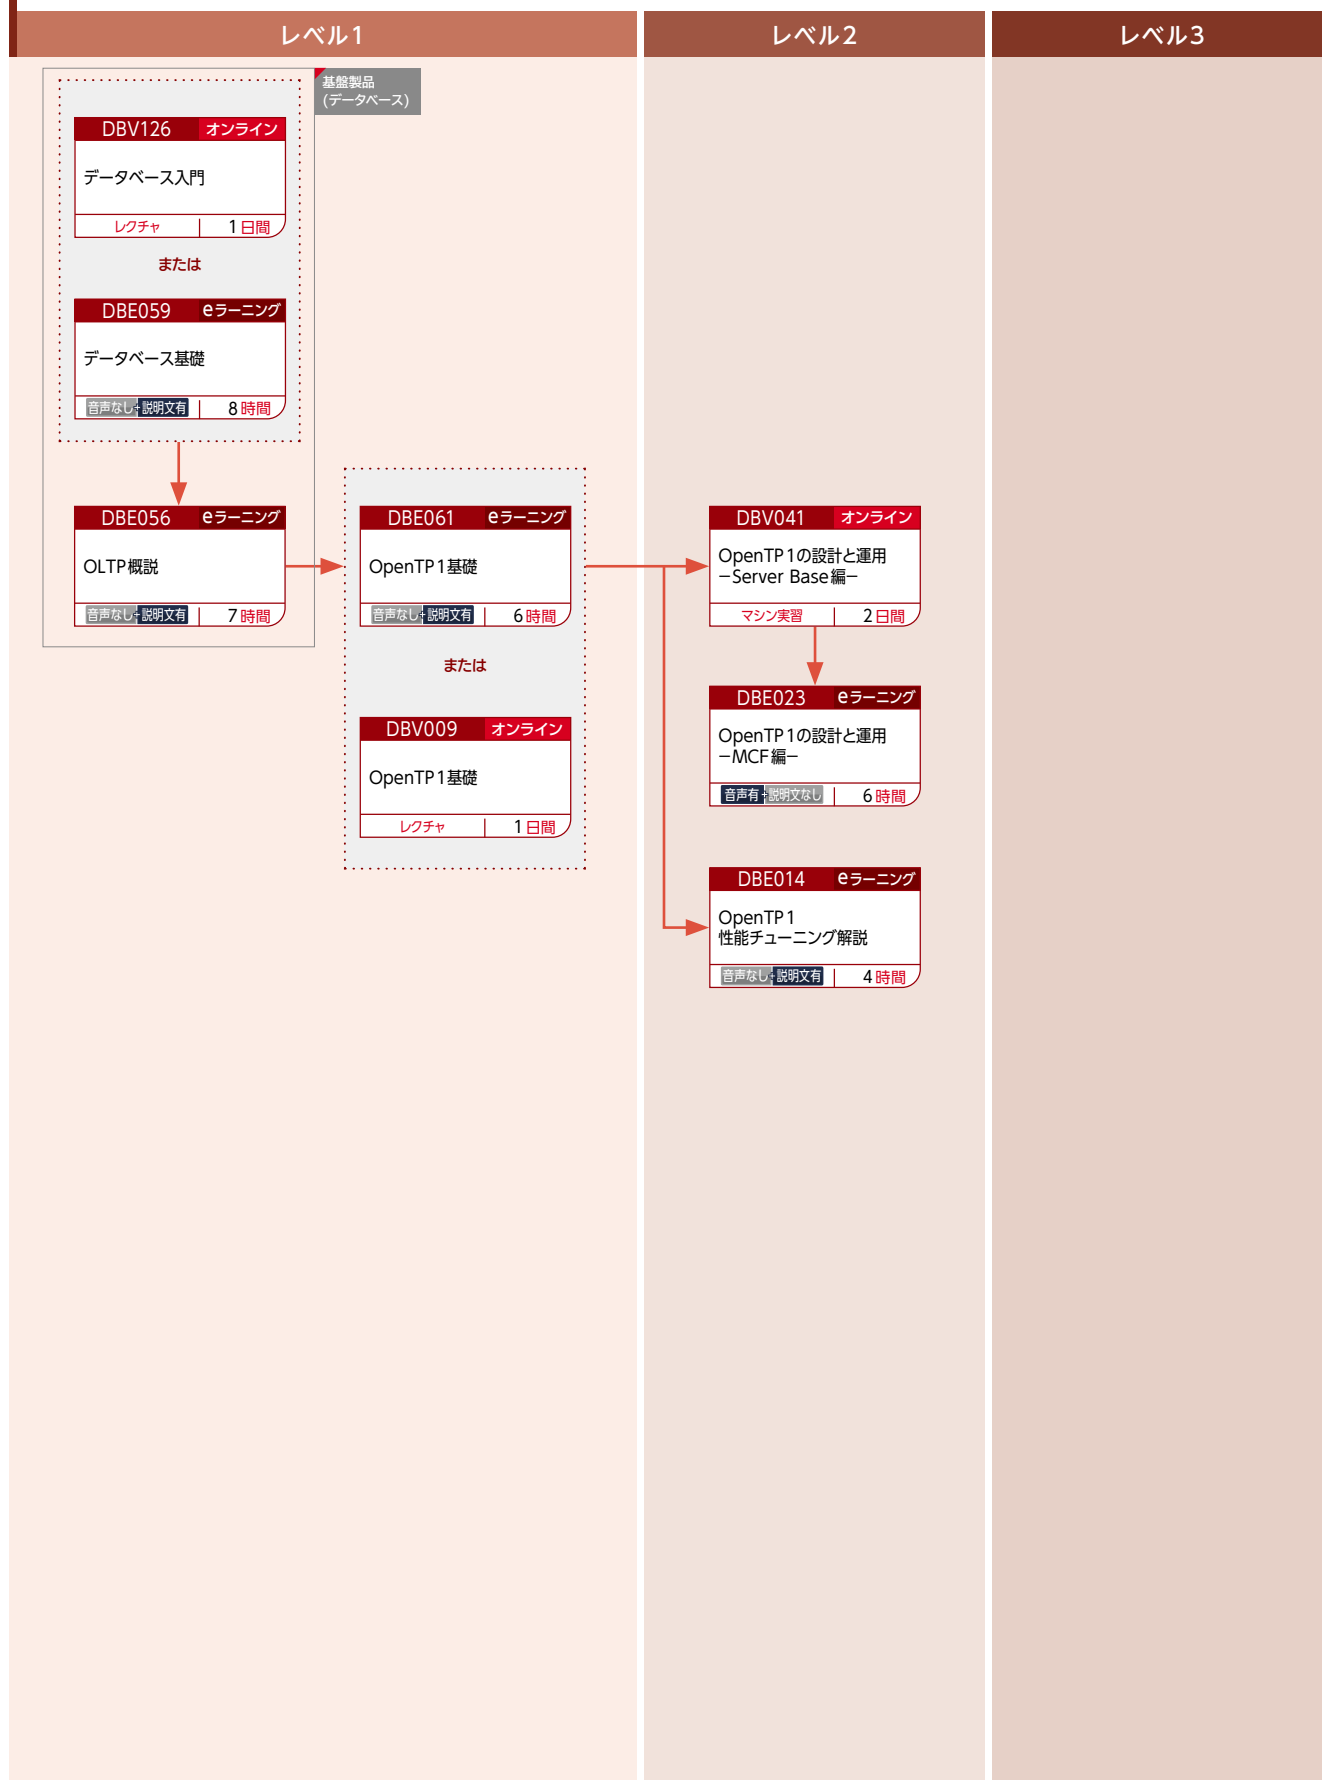 レベル1
レベル2
レベル3
基盤製品
(データベース)
DBV126 オンライン
データベース入門
レクチャ 1日間
または
DBE059 eラーニング
データベース基礎
音声なし+説明文有 8時間
DBE056 eラーニング
OLTP概説
音声なし+説明文有 7時間
DBE061 eラーニング
OpenTP1基礎
音声なし+説明文有 6時間
または
DBV009 オンライン
OpenTP1基礎
レクチャ 1日間
DBV041 オンライン
OpenTP1の設計と運用
－Server Base編－
マシン実習 2日間
DBE023 eラーニング
OpenTP1の設計と運用
－MCF編－
音声有+説明文なし 6時間
DBE014 eラーニング
OpenTP1
性能チューニング解説
音声なし+説明文有 4時間